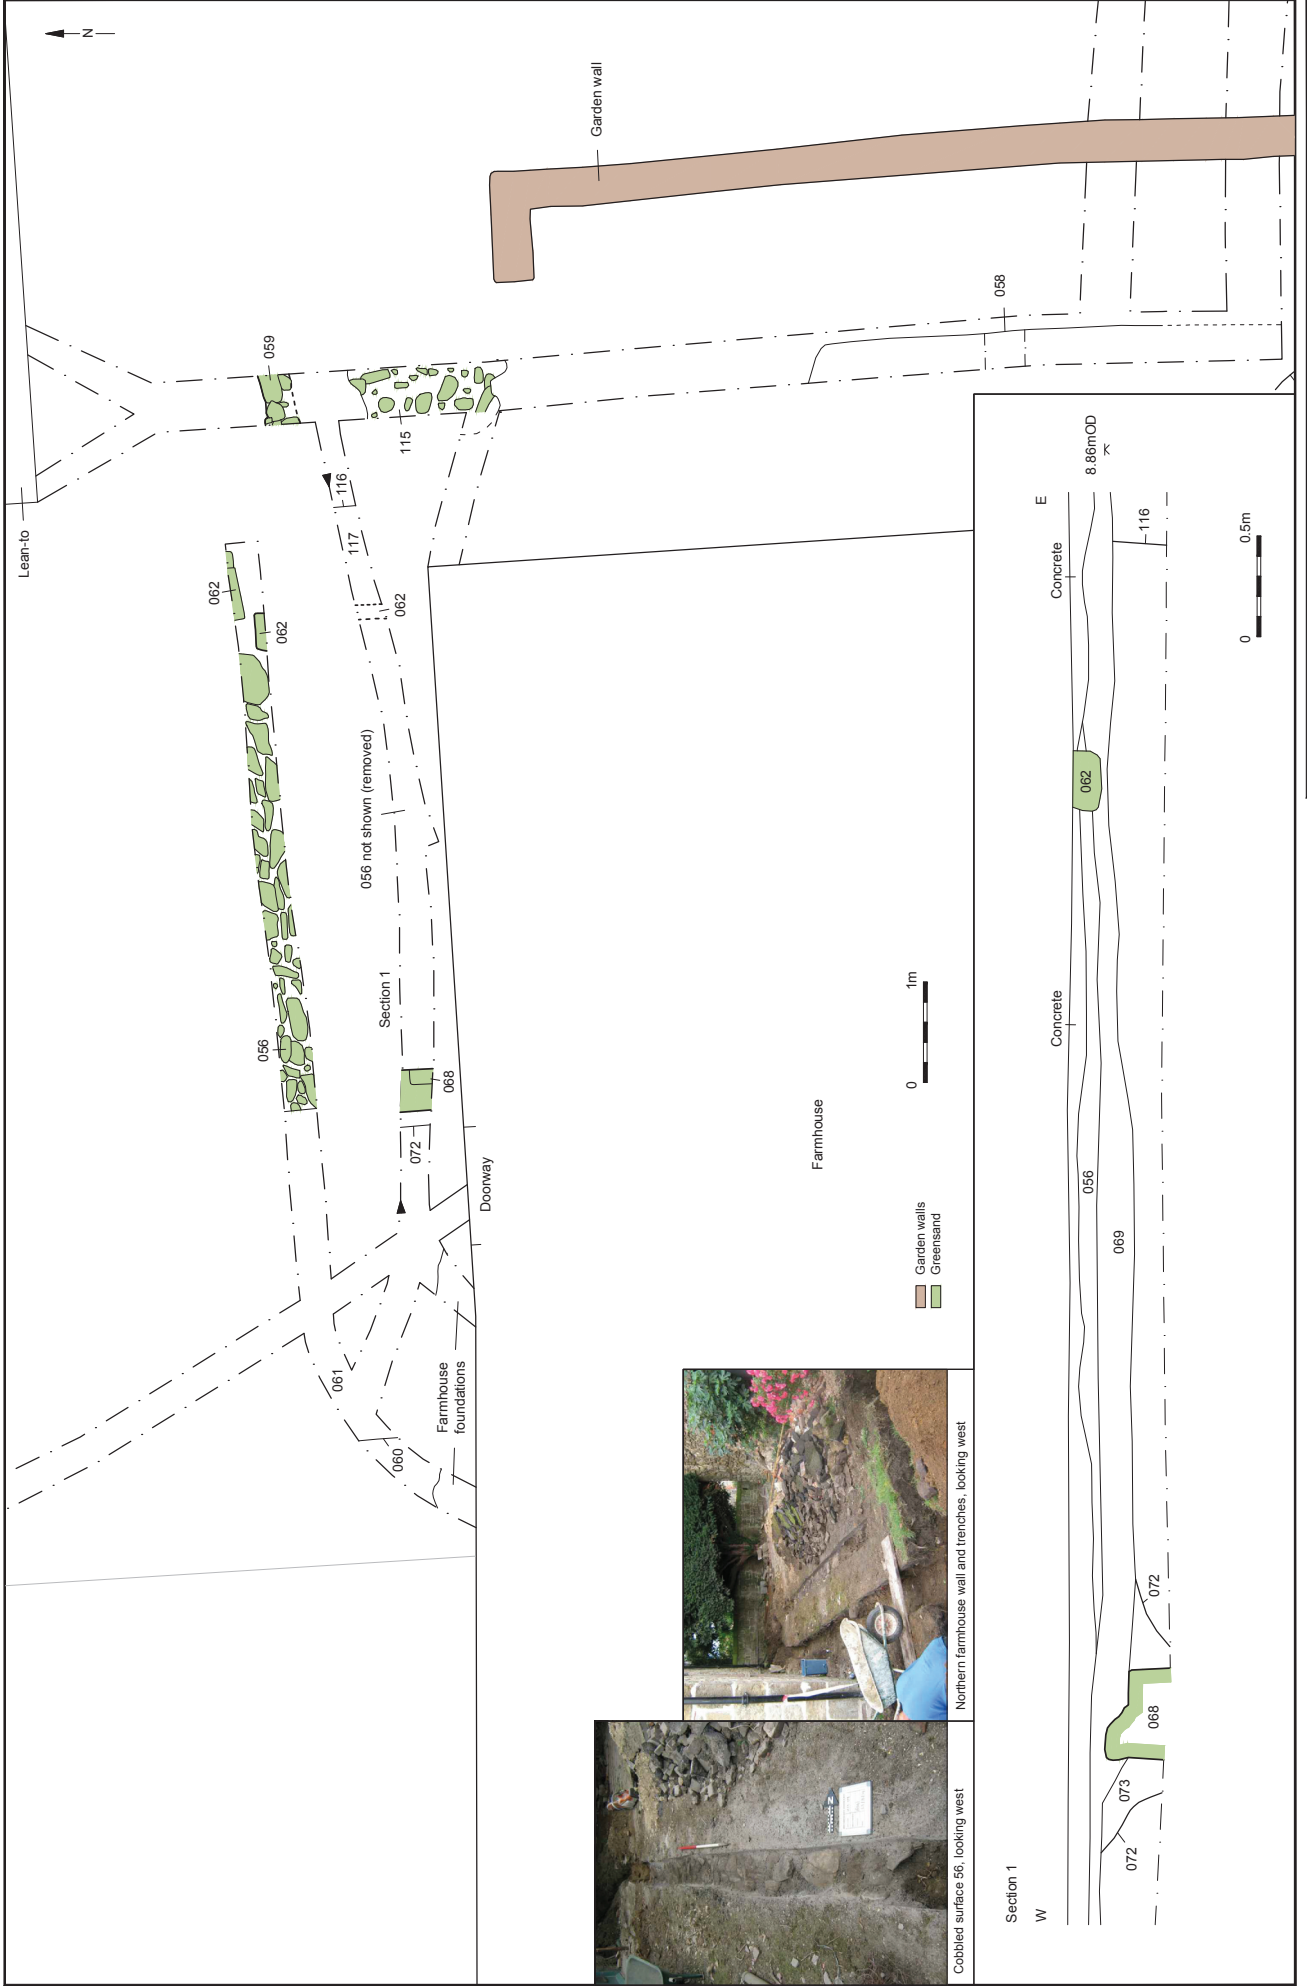 N
Lean-to
059
Garden wall
062
062
116
117
115
062
058
056 not shown (removed)
056
Section 1
068
072
Doorway
061
060
Farmhouse
foundations
Farmhouse
0
1m
Garden walls
Greensand
Cobbled surface 56, looking west
Northern farmhouse wall and trenches, looking west
Section 1
W
E
8.86mOD
Concrete
Concrete
062
056
069
116
072
073
068
072
0
0.5m